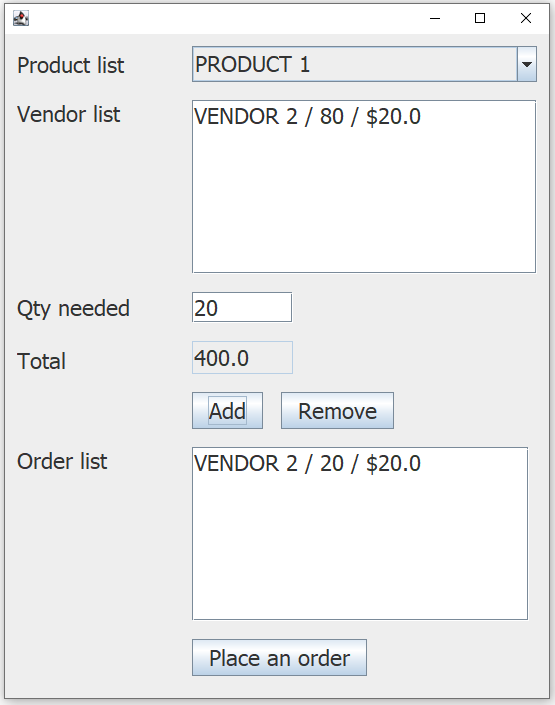 Product list
PRODUCT 1
Vendor list
VENDOR 2 / 80 / $20.0
Qty needed
20
Total
400.0
Add
Remove
Order list
VENDOR 2 / 20 / $20.0
Place an order